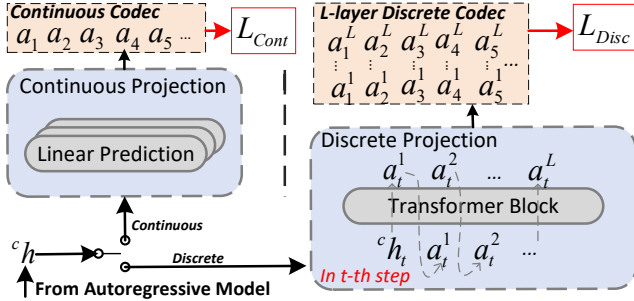 Continuous Codec
a₁ a₂ a₃ a₄ a₅ ...
L_Cont
Continuous Projection
Linear Prediction
Continuous
ᶜh
Discrete
From Autoregressive Model
L-layer Discrete Codec
a₁ᴸ a₂ᴸ a₃ᴸ a₄ᴸ a₅ᴸ
⋮ ⋮ ⋮ ⋮ ⋮ ...
a₁¹ a₂¹ a₃¹ a₄¹ a₅¹
L_Disc
Discrete Projection
aₜ¹ aₜ² ... aₜᴸ
Transformer Block
ᶜhₜ aₜ¹ aₜ² ...
In t-th step